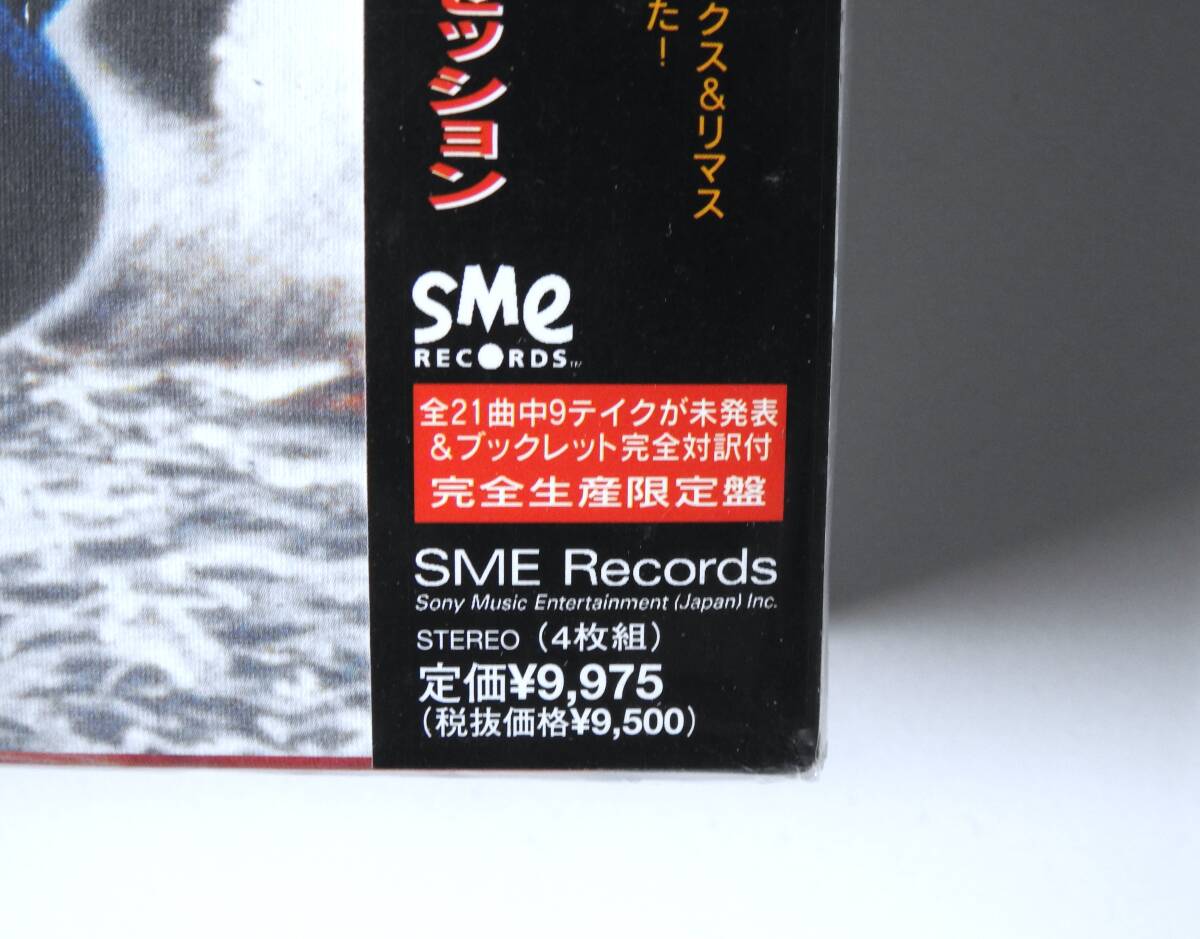 クス&リマス
た!
ッション
SMe
RECORDS™
全21曲中9テイクが未発表
&ブックレット完全対訳付
完全生産限定盤
SME Records
Sony Music Entertainment (Japan) Inc.
STEREO (4枚組)
定価¥9,975
(税抜価格¥9,500)